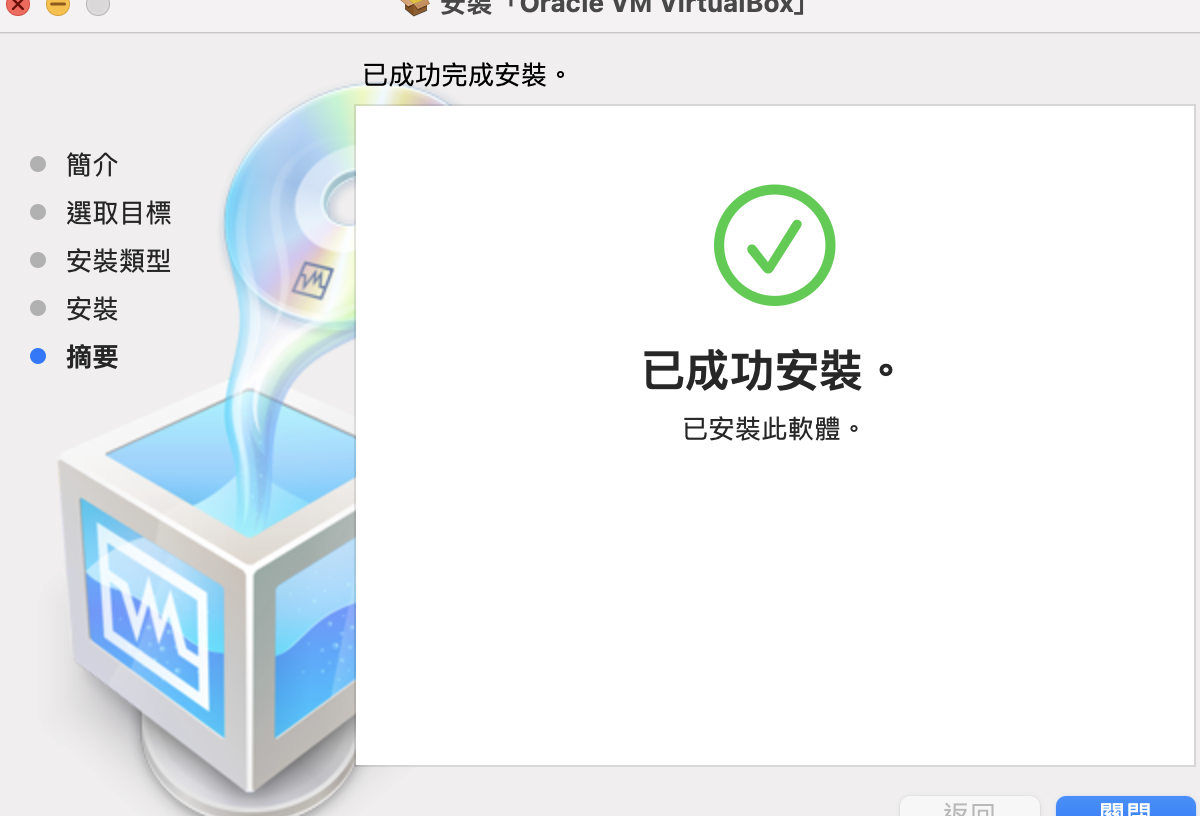 安裝「Oracle VM VirtualBox」
已成功完成安裝。
簡介
選取目標
安裝類型
安裝
摘要
已成功安裝。
已安裝此軟體。
返回
關閉